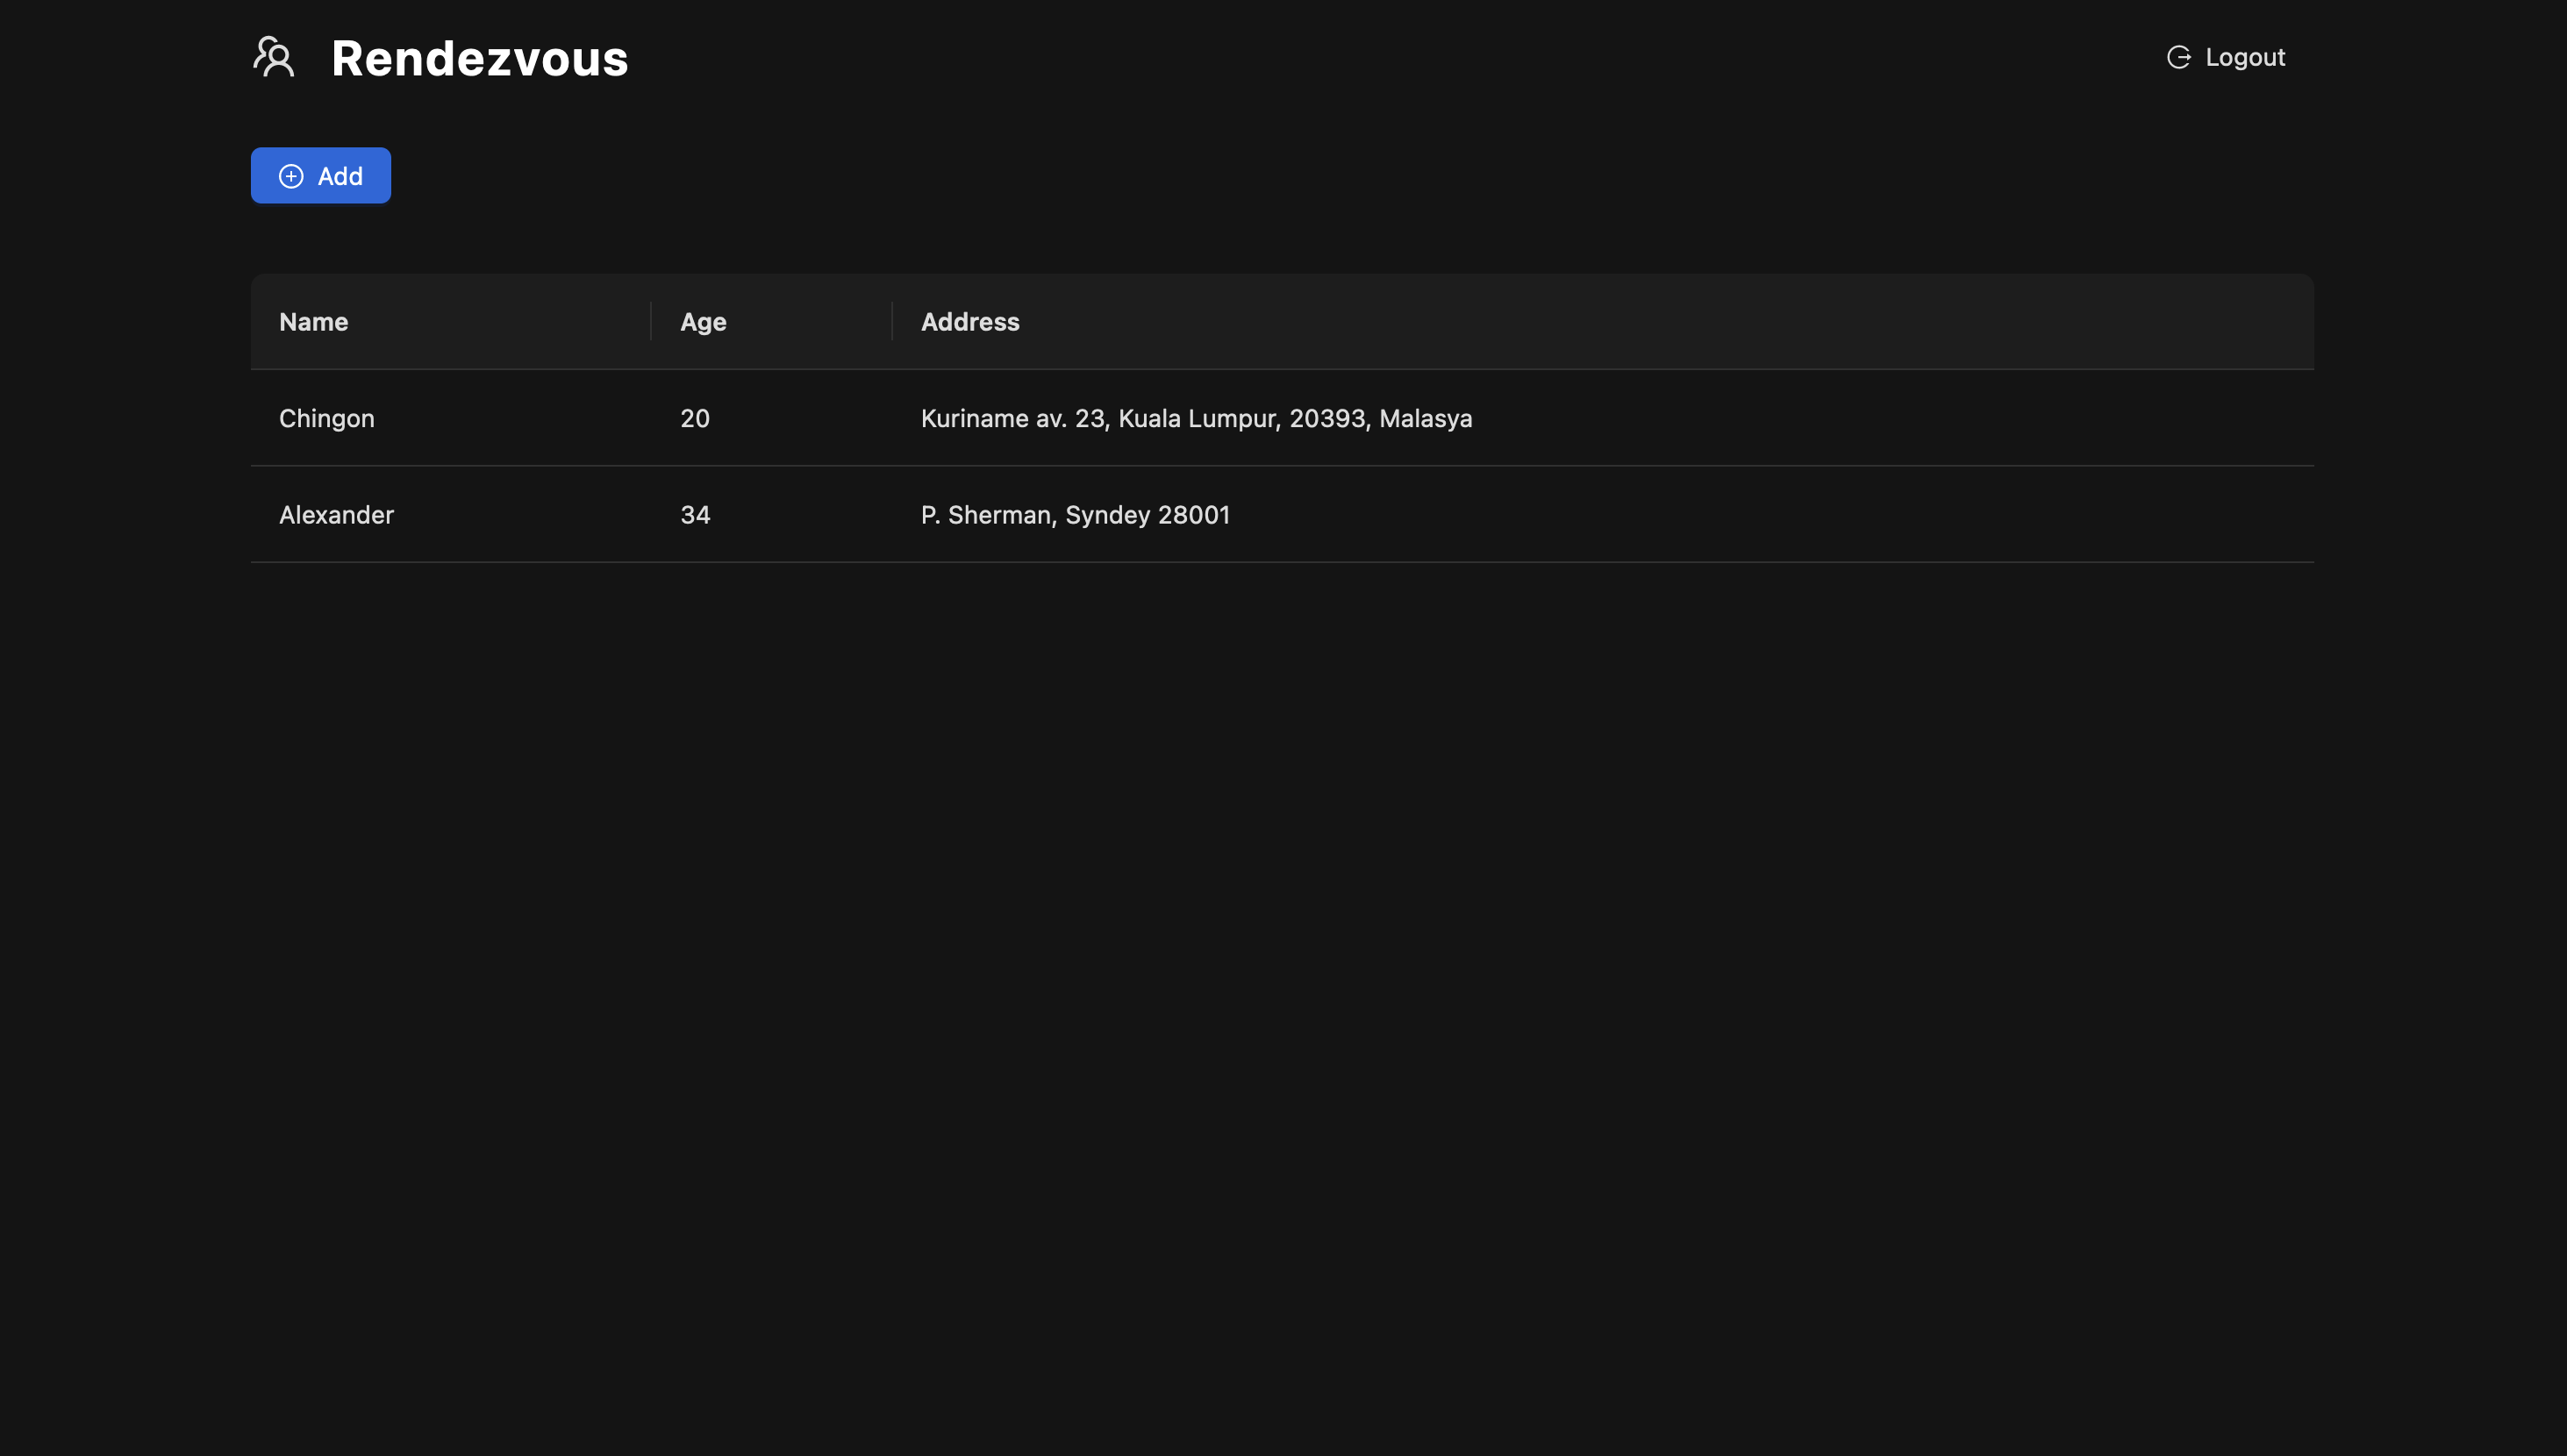 Rendezvous
Logout
Add
Name Age Address
Chingon 20 Kuriname av. 23, Kuala Lumpur, 20393, Malasya
Alexander 34 P. Sherman, Syndey 28001